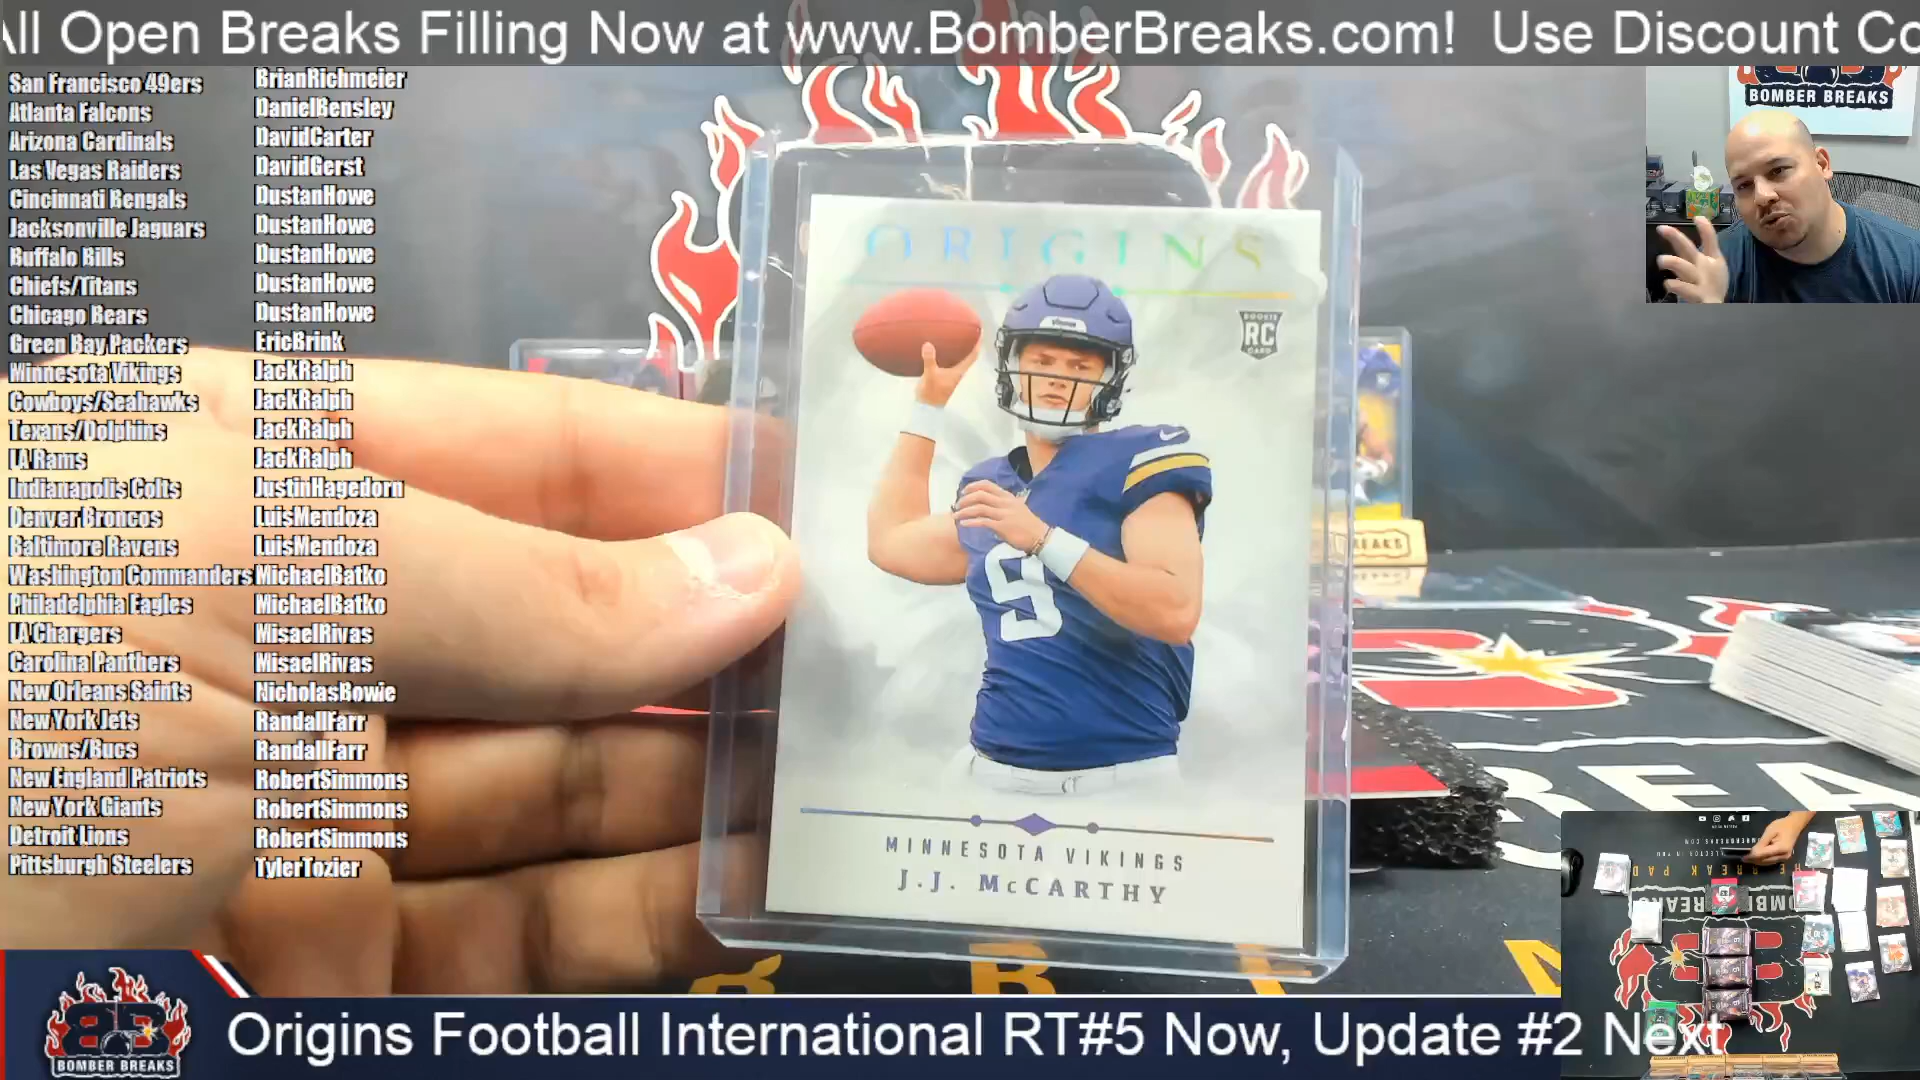 All Open Breaks Filling Now at www.BomberBreaks.com! Use Discount Co
San Francisco 49ers BrianRichmeier
Atlanta Falcons DanielBensley
Arizona Cardinals DavidCarter
Las Vegas Raiders DavidGerst
Cincinnati Bengals DustanHowe
Jacksonville Jaguars DustanHowe
Buffalo Bills DustanHowe
Chiefs/Titans DustanHowe
Chicago Bears DustanHowe
Green Bay Packers EricBrink
Minnesota Vikings JackRalph
Cowboys/Seahawks JackRalph
Texans/Dolphins JackRalph
LA Rams JackRalph
Indianapolis Colts JustinHagedorn
Denver Broncos LuisMendoza
Baltimore Ravens LuisMendoza
Washington Commanders MichaelBatko
Philadelphia Eagles MichaelBatko
LA Chargers MisaelRivas
Carolina Panthers MisaelRivas
New Orleans Saints NicholasBowie
New York Jets RandallFarr
Browns/Bucs RandallFarr
New England Patriots RobertSimmons
New York Giants RobertSimmons
Detroit Lions RobertSimmons
Pittsburgh Steelers TylerTozier
ORIGINS
ROOKIE
RC
CARD
9
MINNESOTA VIKINGS
J.J. McCARTHY
BOMBER BREAKS
BB
BOMBER BREAKS
Origins Football International RT#5 Now, Update #2 Next